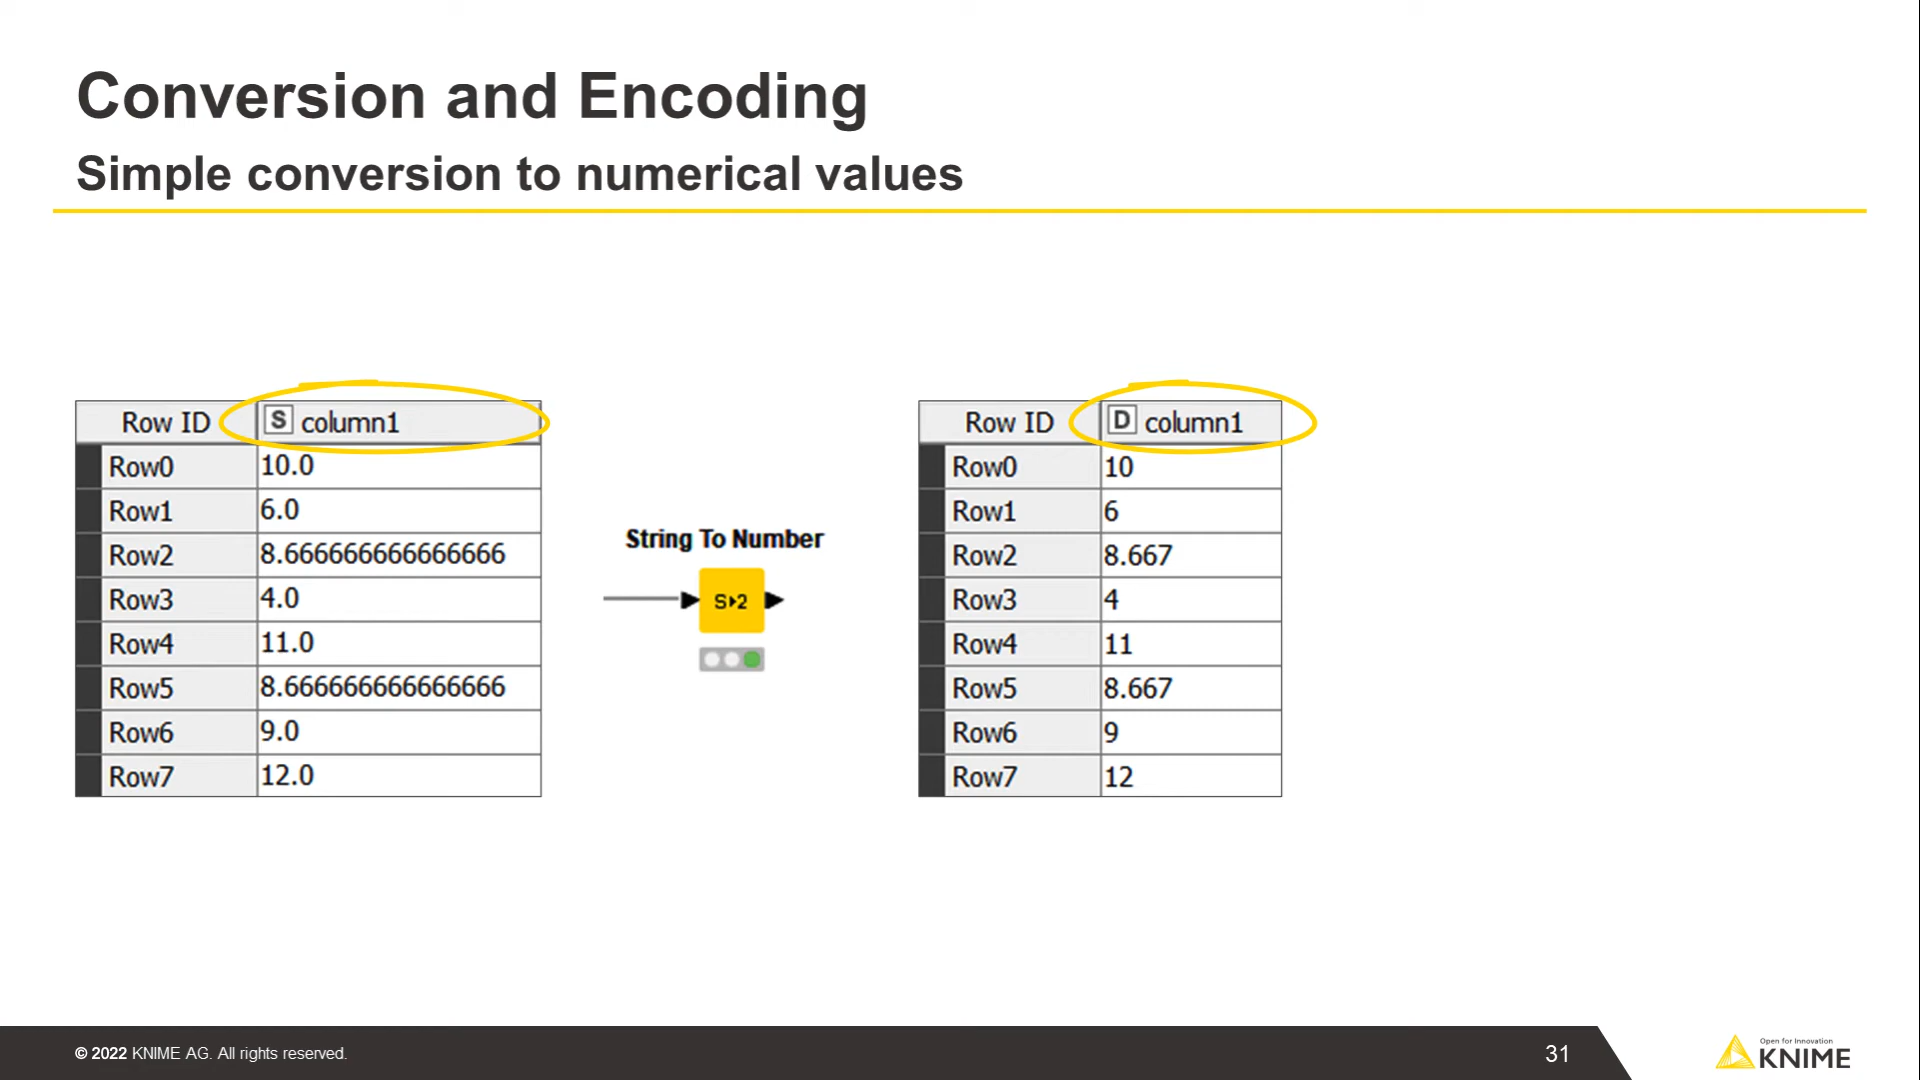 Conversion and Encoding
Simple conversion to numerical values
Row ID S column1
Row0 10.0
Row1 6.0
Row2 8.666666666666666
Row3 4.0
Row4 11.0
Row5 8.666666666666666
Row6 9.0
Row7 12.0
String To Number
S▸2
Row ID D column1
Row0 10
Row1 6
Row2 8.667
Row3 4
Row4 11
Row5 8.667
Row6 9
Row7 12
© 2022 KNIME AG. All rights reserved.
31
Open for Innovation
KNIME